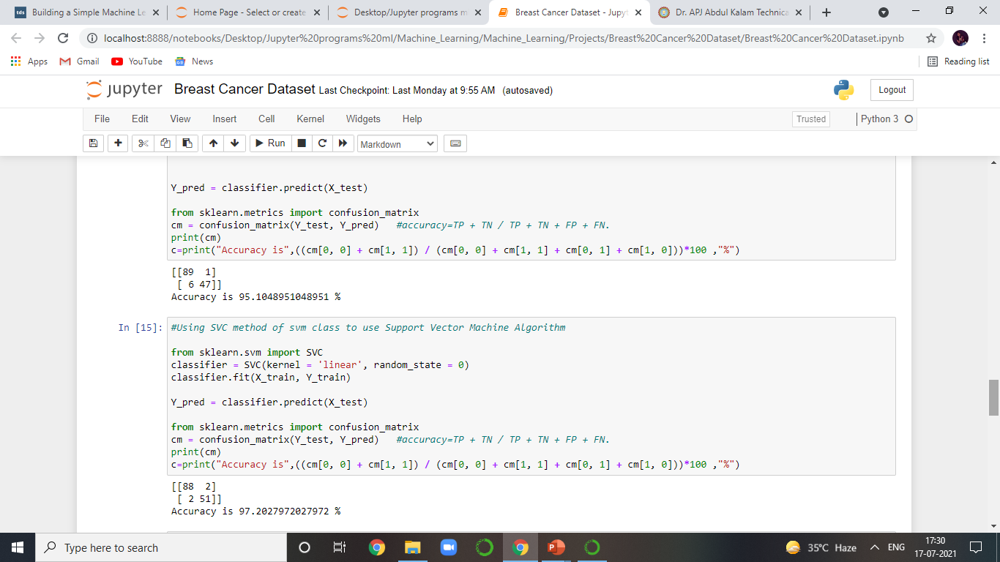 tds Building a Simple Machine Le
Home Page - Select or create
Desktop/Jupyter programs m
Breast Cancer Dataset - Jupyt
Dr. APJ Abdul Kalam Technica
localhost:8888/notebooks/Desktop/Jupyter%20programs%20ml/Machine_Learning/Machine_Learning/Projects/Breast%20Cancer%20Dataset/Breast%20Cancer%20Dataset.ipynb
Apps Gmail YouTube News Reading list
jupyter Breast Cancer Dataset Last Checkpoint: Last Monday at 9:55 AM (autosaved) Logout
File Edit View Insert Cell Kernel Widgets Help Trusted Python 3
Run Markdown
Y_pred = classifier.predict(X_test)
from sklearn.metrics import confusion_matrix
cm = confusion_matrix(Y_test, Y_pred)   #accuracy=TP + TN / TP + TN + FP + FN.
print(cm)
c=print("Accuracy is",((cm[0, 0] + cm[1, 1]) / (cm[0, 0] + cm[1, 1] + cm[0, 1] + cm[1, 0]))*100 ,"%")
[[89  1]
 [ 6 47]]
Accuracy is 95.1048951048951 %
In [15]: #Using SVC method of svm class to use Support Vector Machine Algorithm
from sklearn.svm import SVC
classifier = SVC(kernel = 'linear', random_state = 0)
classifier.fit(X_train, Y_train)
Y_pred = classifier.predict(X_test)
from sklearn.metrics import confusion_matrix
cm = confusion_matrix(Y_test, Y_pred)   #accuracy=TP + TN / TP + TN + FP + FN.
print(cm)
c=print("Accuracy is",((cm[0, 0] + cm[1, 1]) / (cm[0, 0] + cm[1, 1] + cm[0, 1] + cm[1, 0]))*100 ,"%")
[[88  2]
 [ 2 51]]
Accuracy is 97.2027972027972 %
Type here to search
35°C Haze ENG
17:30
17-07-2021